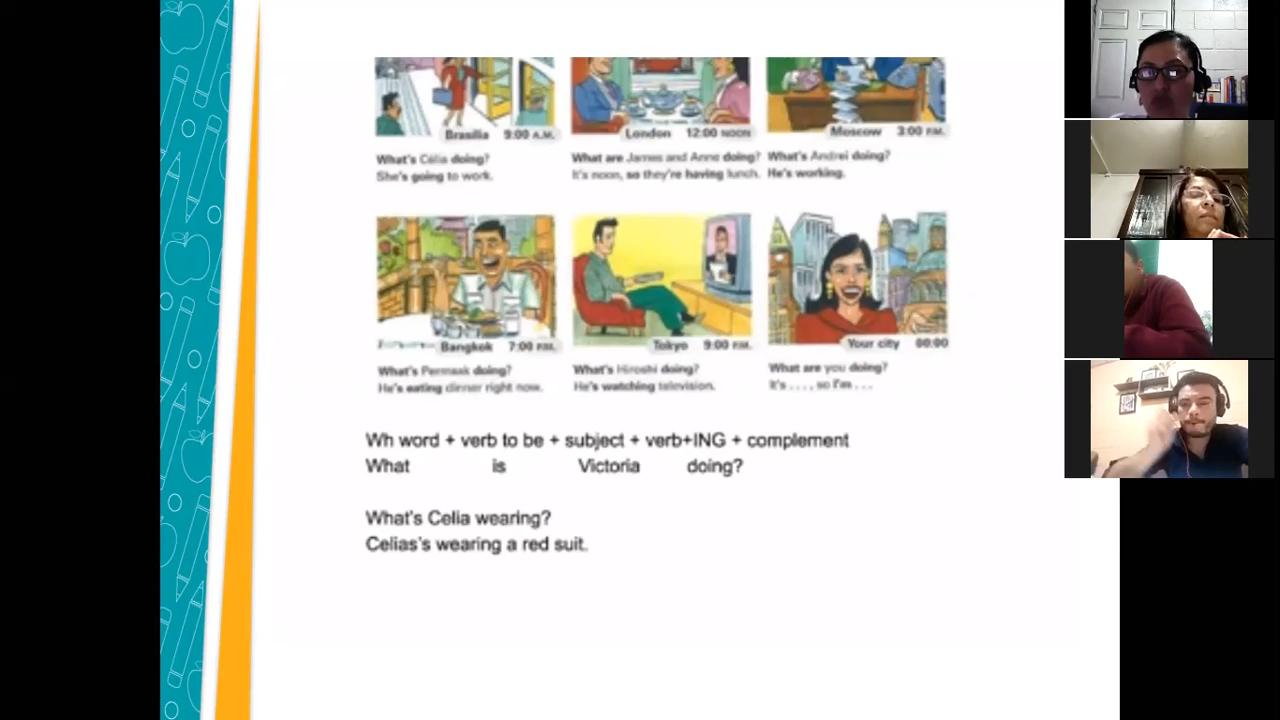 Brasilia 9:00 A.M.
London 12:00 NOON
Moscow 3:00 P.M.
What's Celia doing?
She's going to work.
What are James and Anne doing?
It's noon, so they're having lunch.
What's Andrei doing?
He's working.
Bangkok 7:00 P.M.
Tokyo 9:00 P.M.
Your city 00:00
What's Permsak doing?
He's eating dinner right now.
What's Hiroshi doing?
He's watching television.
What are you doing?
It's . . . , so I'm . . .
Wh word + verb to be + subject + verb+ING + complement
What is Victoria doing?
What's Celia wearing?
Celias's wearing a red suit.